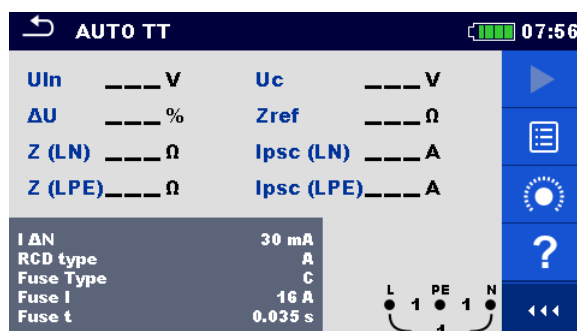 AUTO TT 07:56
Uln ___V Uc ___V
ΔU ___% Zref ___Ω
Z (LN) ___Ω Ipsc (LN) ___A
Z (LPE)___Ω Ipsc (LPE)___A
I ΔN 30 mA
RCD type A
Fuse Type C
Fuse I 16 A
Fuse t 0.035 s
?
L PE N
1 1
1